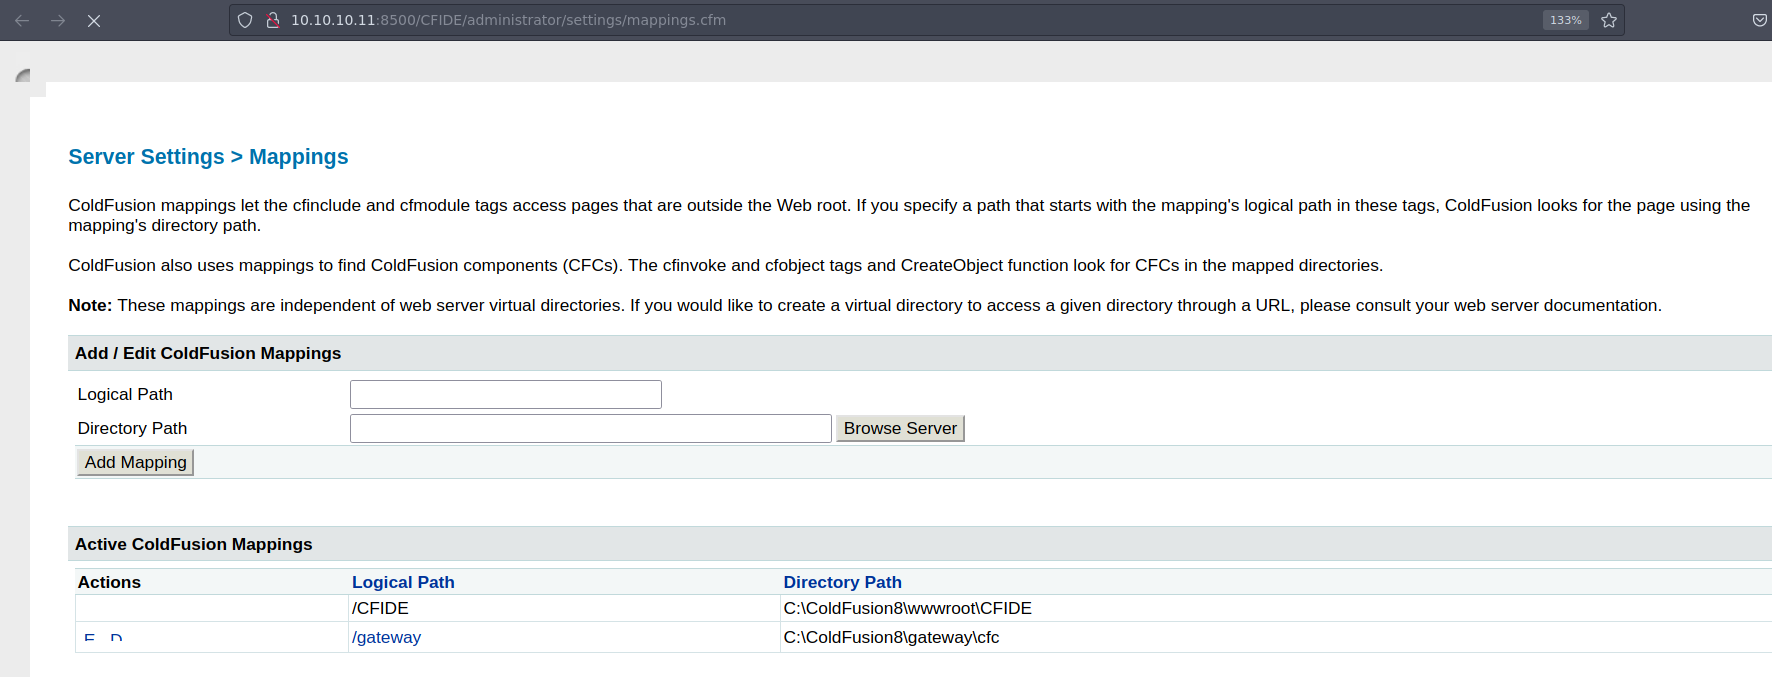 10.10.10.11:8500/CFIDE/administrator/settings/mappings.cfm
133%
Server Settings > Mappings
ColdFusion mappings let the cfinclude and cfmodule tags access pages that are outside the Web root. If you specify a path that starts with the mapping's logical path in these tags, ColdFusion looks for the page using the
mapping's directory path.
ColdFusion also uses mappings to find ColdFusion components (CFCs). The cfinvoke and cfobject tags and CreateObject function look for CFCs in the mapped directories.
Note: These mappings are independent of web server virtual directories. If you would like to create a virtual directory to access a given directory through a URL, please consult your web server documentation.
Add / Edit ColdFusion Mappings
Logical Path
Directory Path Browse Server
Add Mapping
Active ColdFusion Mappings
Actions Logical Path Directory Path
/CFIDE C:\ColdFusion8\wwwroot\CFIDE
/gateway C:\ColdFusion8\gateway\cfc